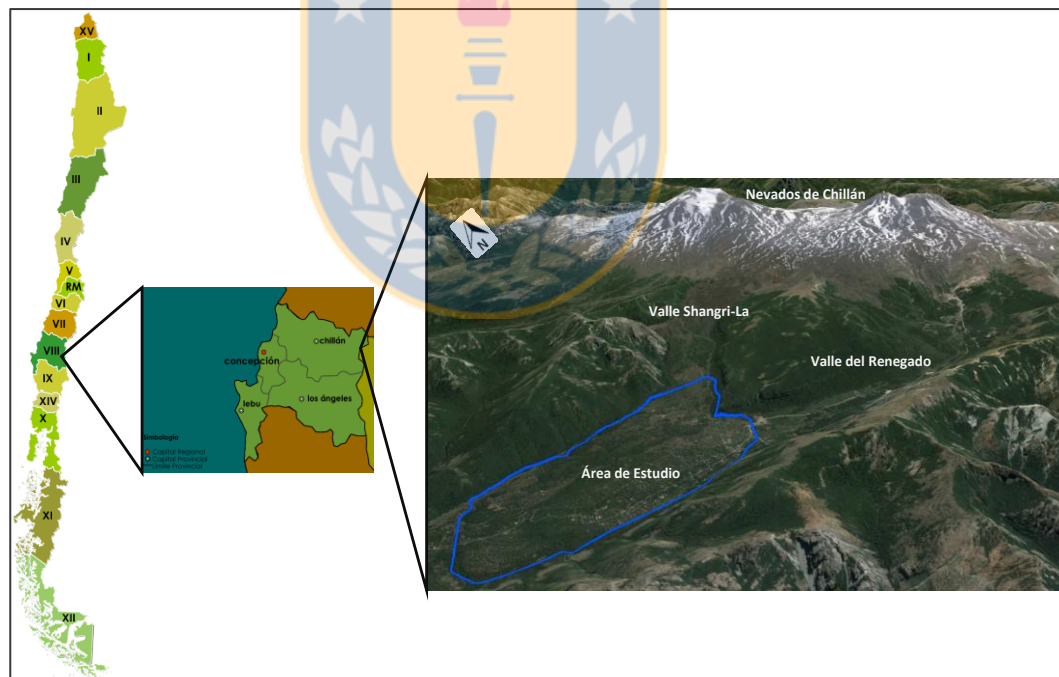 XV
I
II
III
IV
V
RM
VI
VII
VIII
IX
XIV
X
XI
XII
chillán
concepción
lebu
los ángeles
Simbología
Capital Regional
Capital Provincial
Límite Provincial
Nevados de Chillán
N
Valle Shangri-La
Valle del Renegado
Área de Estudio